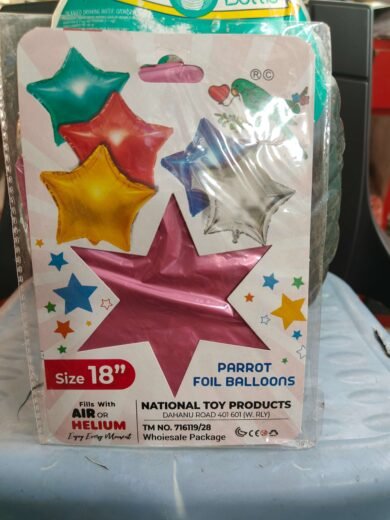 ® ©
Size 18”
PARROT
FOIL BALLOONS
Fills With
AIR OR
HELIUM
Enjoy Every Moment
NATIONAL TOY PRODUCTS
DAHANU ROAD 401 601 (W. RLY)
TM NO. 716119/28
Wholesale Package
CE